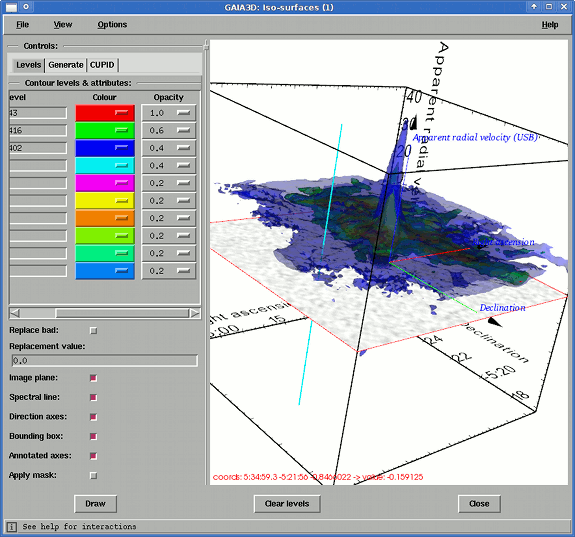 GAIA3D: Iso-surfaces (1)
File View Options Help
Controls:
Levels Generate CUPID
Contour levels & attributes:
evel Colour Opacity
43 1.0
416 0.6
402 0.4
0.4
0.2
0.2
0.2
0.2
0.2
0.2
Replace bad:
Replacement value:
0.0
Image plane:
Spectral line:
Direction axes:
Bounding box:
Annotated axes:
Apply mask:
Apparent radial v
40
30
20
Apparent radial velocity (USB)
ascension
Declination
ght ascensi
:00 15
eclination
24
22
-5:20
18
coords: 5:34:59.3 -5:21:56 -0.8466022 -> value: -0.159125
Draw Clear levels Close
See help for interactions